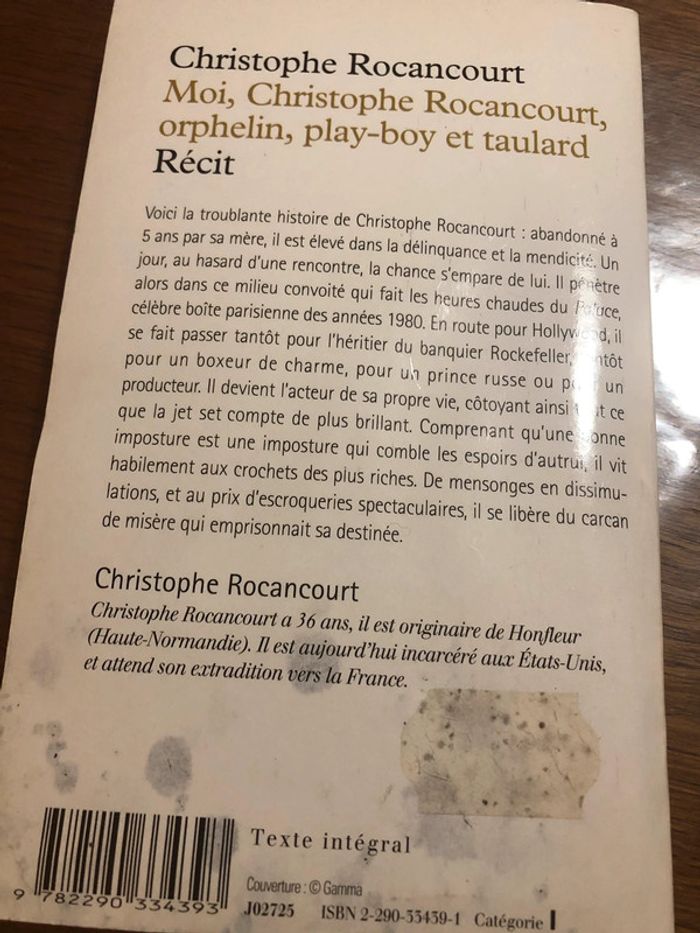 Christophe Rocancourt
Moi, Christophe Rocancourt,
orphelin, play-boy et taulard
Récit
Voici la troublante histoire de Christophe Rocancourt : abandonné à
5 ans par sa mère, il est élevé dans la délinquance et la mendicité. Un
jour, au hasard d'une rencontre, la chance s'empare de lui. Il pénètre
alors dans ce milieu convoité qui fait les heures chaudes du Palace,
célèbre boîte parisienne des années 1980. En route pour Hollywood, il
se fait passer tantôt pour l'héritier du banquier Rockefeller, tantôt
pour un boxeur de charme, pour un prince russe ou pour un
producteur. Il devient l'acteur de sa propre vie, côtoyant ainsi tout ce
que la jet set compte de plus brillant. Comprenant qu'une bonne
imposture est une imposture qui comble les espoirs d'autrui, il vit
habilement aux crochets des plus riches. De mensonges en dissimu-
lations, et au prix d'escroqueries spectaculaires, il se libère du carcan
de misère qui emprisonnait sa destinée.
Christophe Rocancourt
Christophe Rocancourt a 36 ans, il est originaire de Honfleur
(Haute-Normandie). Il est aujourd'hui incarcéré aux États-Unis,
et attend son extradition vers la France.
Texte intégral
Couverture : © Gamma
9 782290 334393
J02725 ISBN 2-290-33439-1 Catégorie I